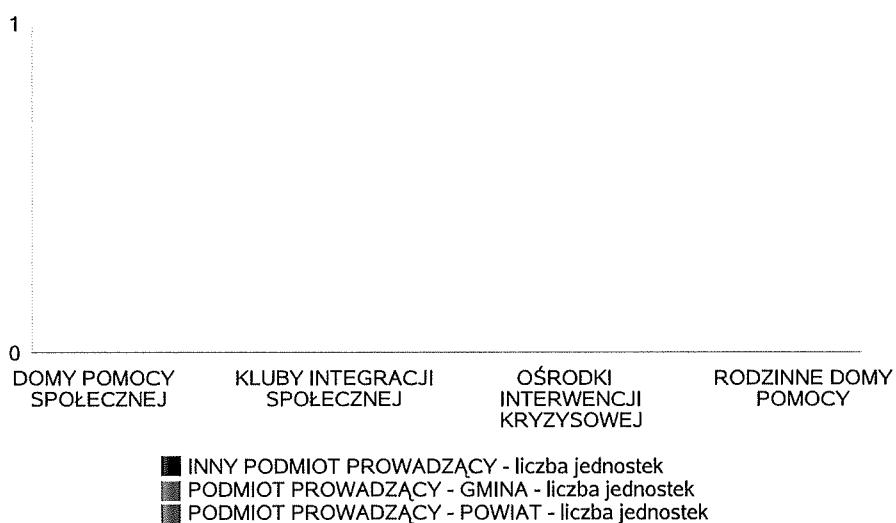 1
0
DOMY POMOCY SPOŁECZNEJ
KLUBY INTEGRACJI SPOŁECZNEJ
OŚRODKI INTERWENCJI KRYZYSOWEJ
RODZINNE DOMY POMOCY
INNY PODMIOT PROWADZĄCY - liczba jednostek
PODMIOT PROWADZĄCY - GMINA - liczba jednostek
PODMIOT PROWADZĄCY - POWIAT - liczba jednostek